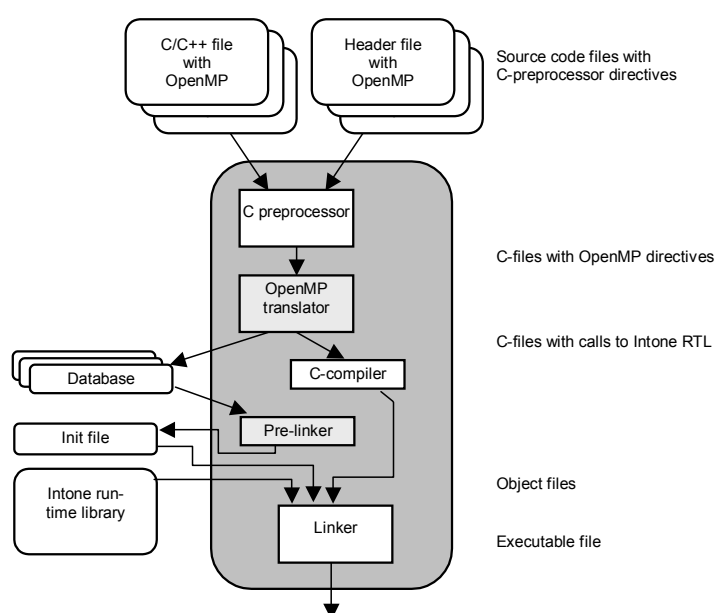 C/C++ file
with
OpenMP
Header file
with
OpenMP
Source code files with
C-preprocessor directives
C preprocessor
C-files with OpenMP directives
OpenMP
translator
C-files with calls to Intone RTL
Database
C-compiler
Init file
Pre-linker
Intone run-
time library
Object files
Linker
Executable file